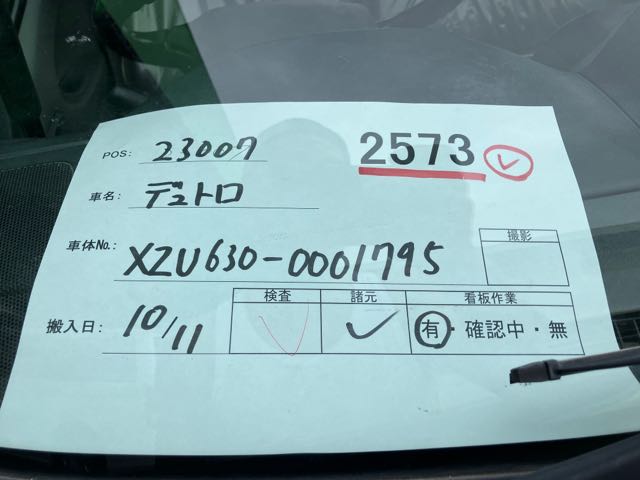 POS: 23007 2573
車名: デュトロ
車体No.: XZU630-0001795
撮影
搬入日: 10/11
検査 諸元 看板作業
有・確認中・無